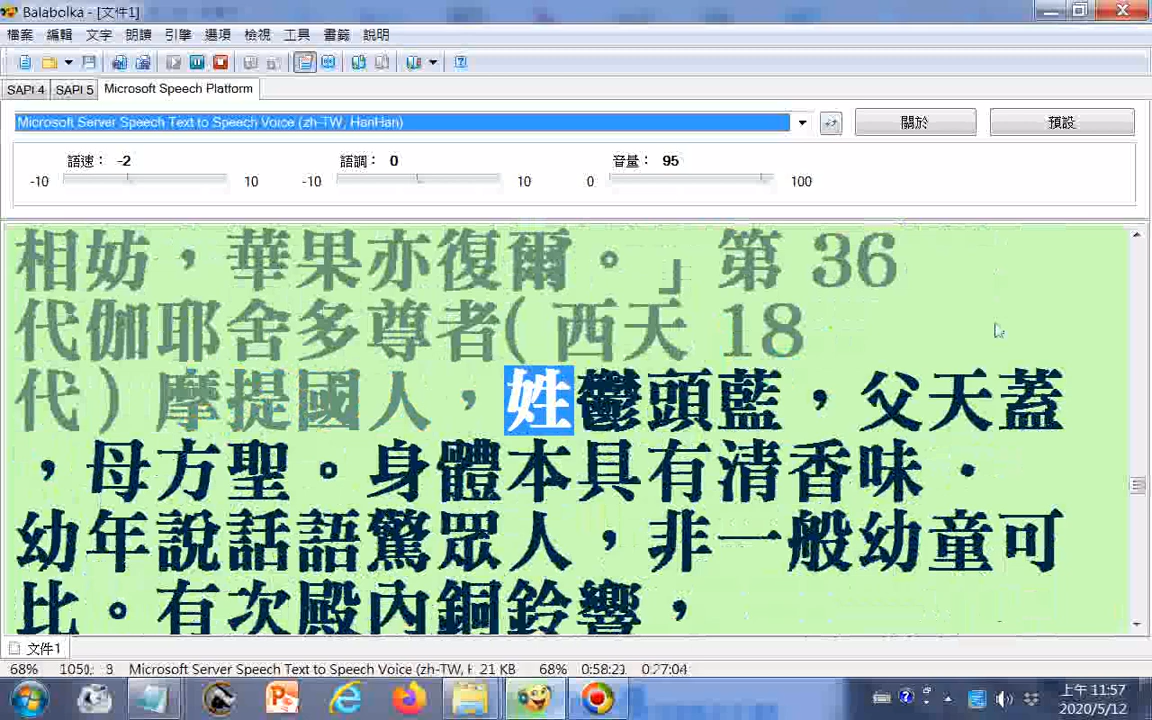 Balabolka - [文件1]
檔案 編輯 文字 朗讀 引擎 選項 檢視 工具 書籤 說明
SAPI 4 SAPI 5 Microsoft Speech Platform
Microsoft Server Speech Text to Speech Voice (zh-TW, HanHan)
關於 預設
語速： -2 語調： 0 音量： 95
-10 10 -10 10 0 100
相妨，華果亦復爾。」第 36
代伽耶舍多尊者( 西天 18
代）摩提國人，姓鬱頭藍，父天蓋
，母方聖。身體本具有清香味．
幼年說話語驚眾人，非一般幼童可
比。有次殿內銅鈴響，
文件1
68% Microsoft Server Speech Text to Speech Voice (zh-TW, 21 KB 68% 0:58:21 0:27:04
上午 11:57
2020/5/12